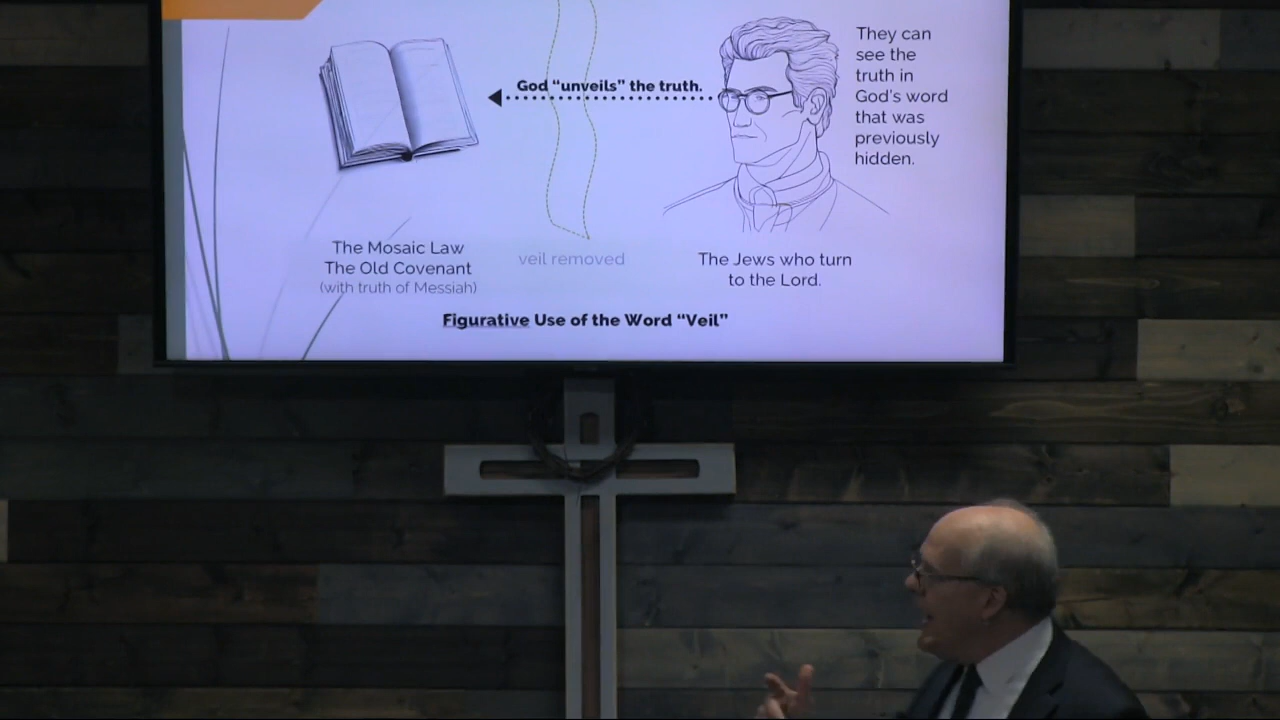 They can
see the
truth in
God's word
that was
previously
hidden.
God “unveils” the truth.
The Mosaic Law
The Old Covenant
(with truth of Messiah)
veil removed
The Jews who turn
to the Lord.
Figurative Use of the Word “Veil”